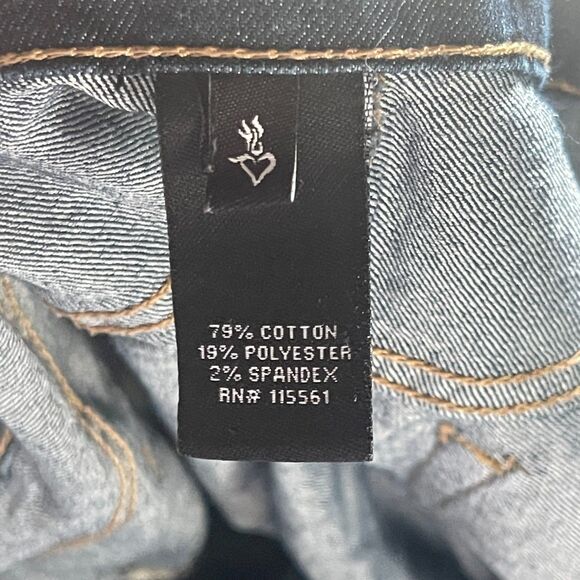 79% COTTON
19% POLYESTER
2% SPANDEX
RN# 115561